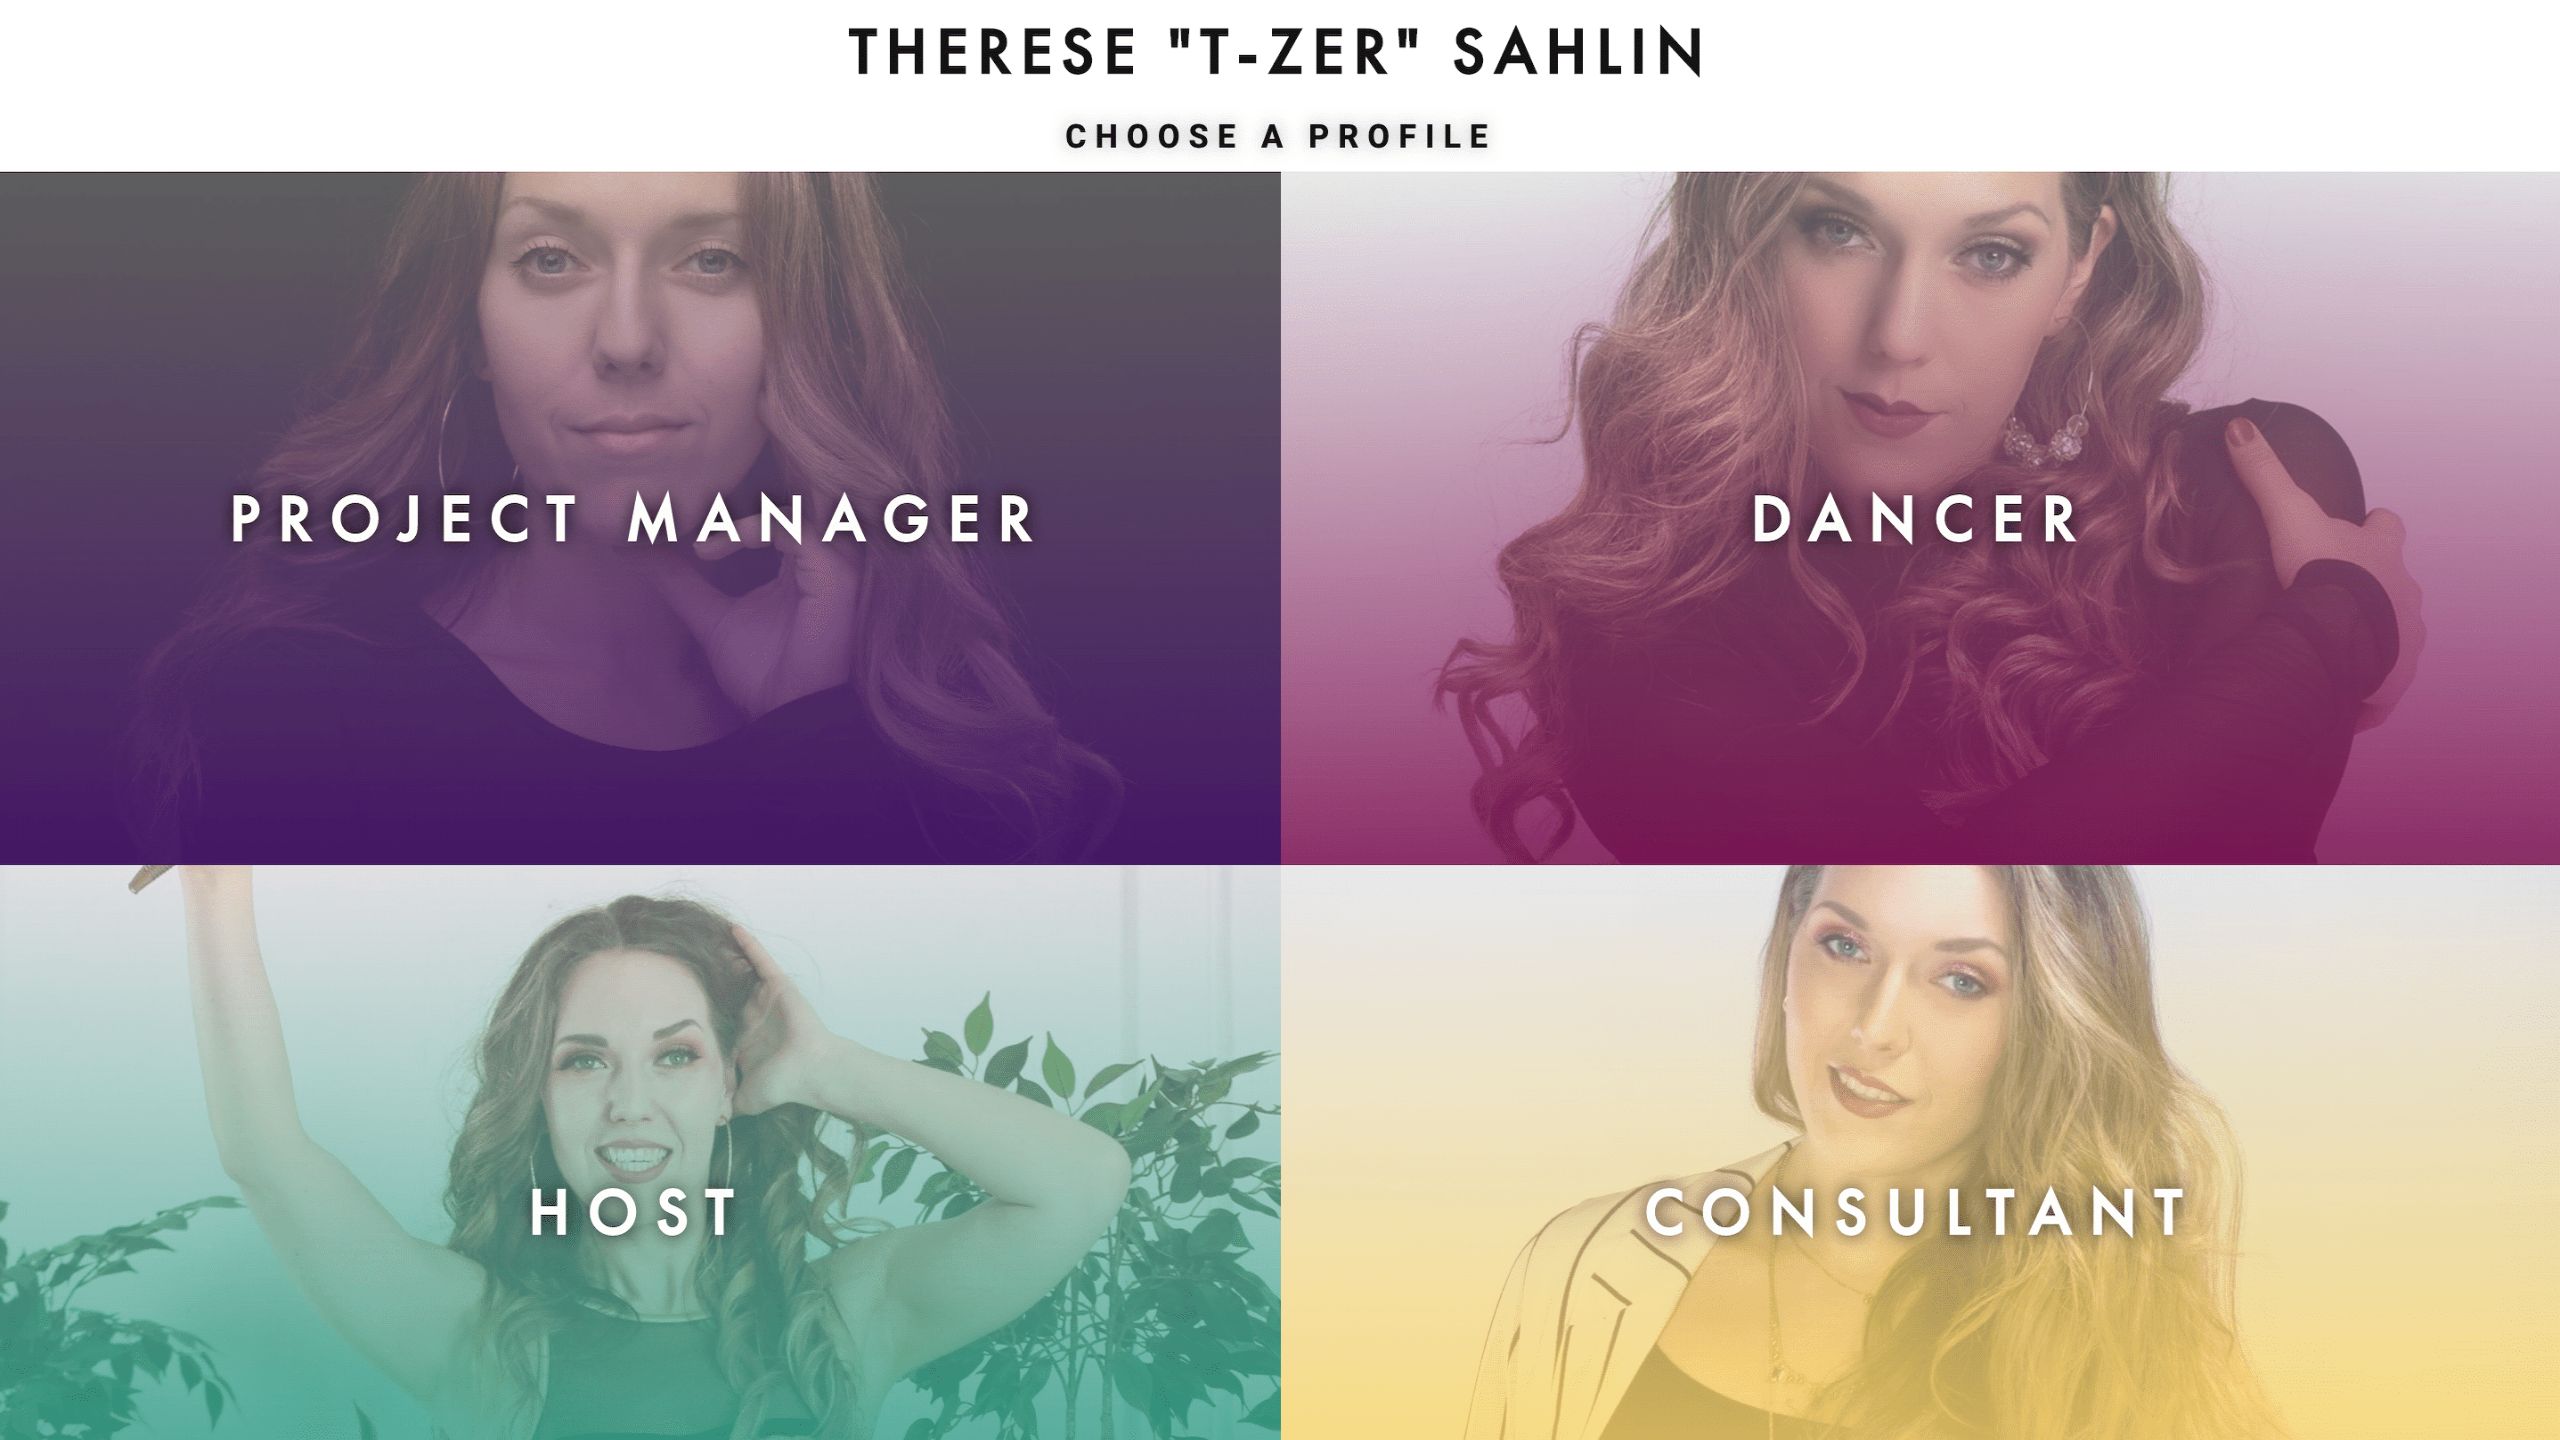 THERESE "T-ZER" SAHLIN
CHOOSE A PROFILE
PROJECT MANAGER
DANCER
HOST
CONSULTANT